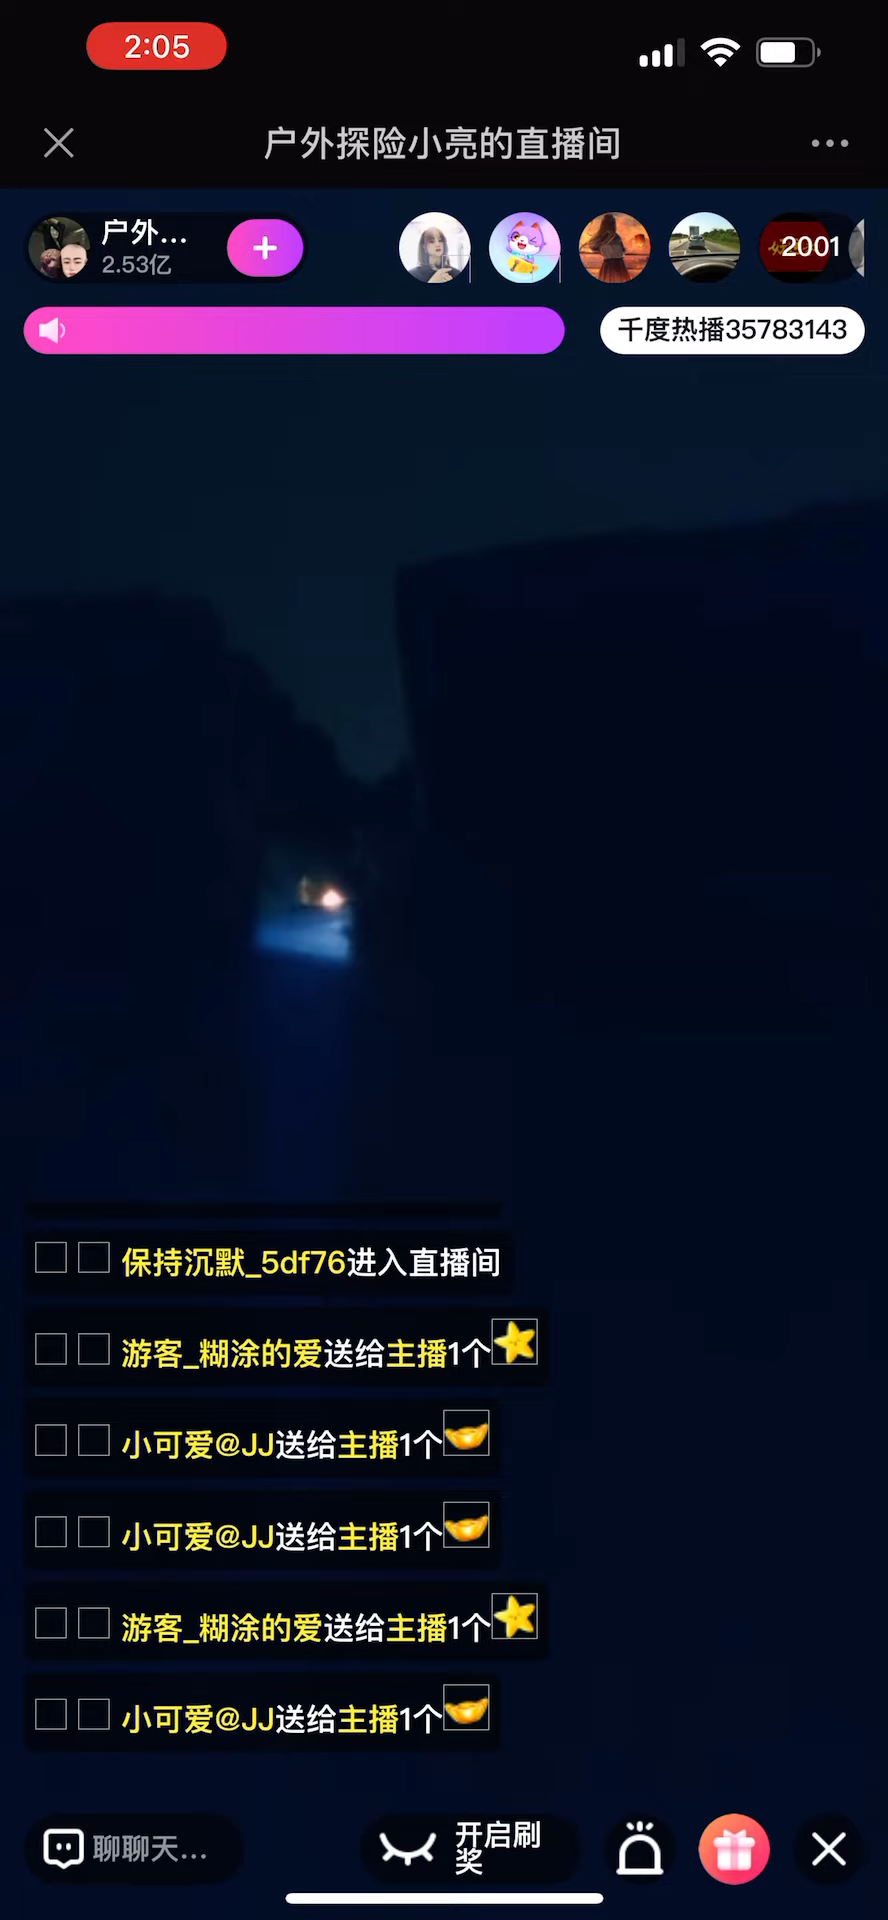 2:05
户外探险小亮的直播间
户外...
2.53亿
2001
千度热播35783143
保持沉默_5df76进入直播间
游客_糊涂的爱送给主播1个
小可爱@JJ送给主播1个
小可爱@JJ送给主播1个
游客_糊涂的爱送给主播1个
小可爱@JJ送给主播1个
聊聊天...
开启刷
奖